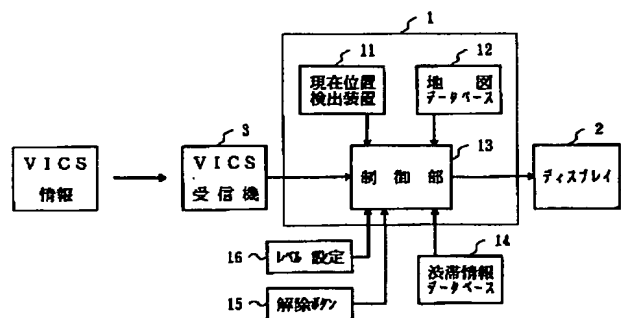 1
11
現在位置
検出装置
12
地図
データベース
3
VICS
情報
VICS
受信機
13
制御部
2
ディスプレイ
16
レベル設定
14
渋滞情報
データベース
15
解除ボタン